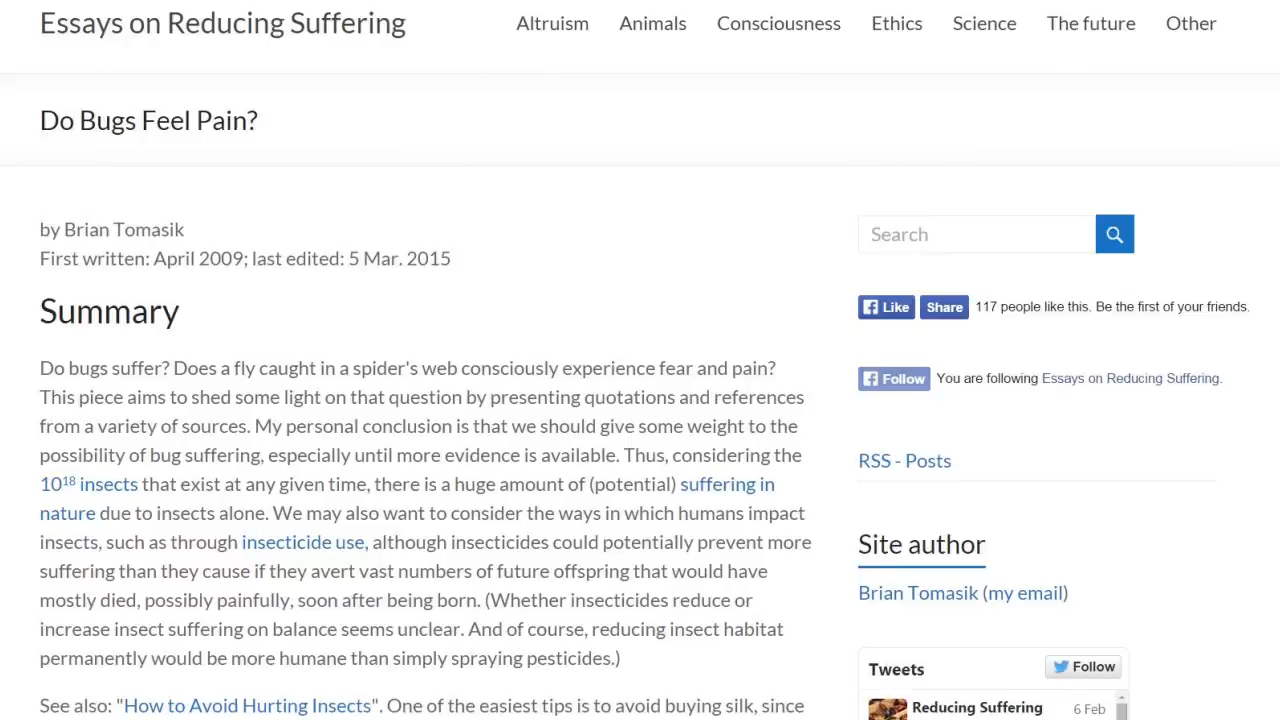 Essays on Reducing Suffering
Altruism Animals Consciousness Ethics Science The future Other
Do Bugs Feel Pain?
by Brian Tomasik
First written: April 2009; last edited: 5 Mar. 2015
Summary
Do bugs suffer? Does a fly caught in a spider's web consciously experience fear and pain?
This piece aims to shed some light on that question by presenting quotations and references
from a variety of sources. My personal conclusion is that we should give some weight to the
possibility of bug suffering, especially until more evidence is available. Thus, considering the
10¹⁸ insects that exist at any given time, there is a huge amount of (potential) suffering in
nature due to insects alone. We may also want to consider the ways in which humans impact
insects, such as through insecticide use, although insecticides could potentially prevent more
suffering than they cause if they avert vast numbers of future offspring that would have
mostly died, possibly painfully, soon after being born. (Whether insecticides reduce or
increase insect suffering on balance seems unclear. And of course, reducing insect habitat
permanently would be more humane than simply spraying pesticides.)
See also: "How to Avoid Hurting Insects". One of the easiest tips is to avoid buying silk, since
Search
Like Share 117 people like this. Be the first of your friends.
Follow You are following Essays on Reducing Suffering.
RSS - Posts
Site author
Brian Tomasik (my email)
Tweets Follow
Reducing Suffering 6 Feb